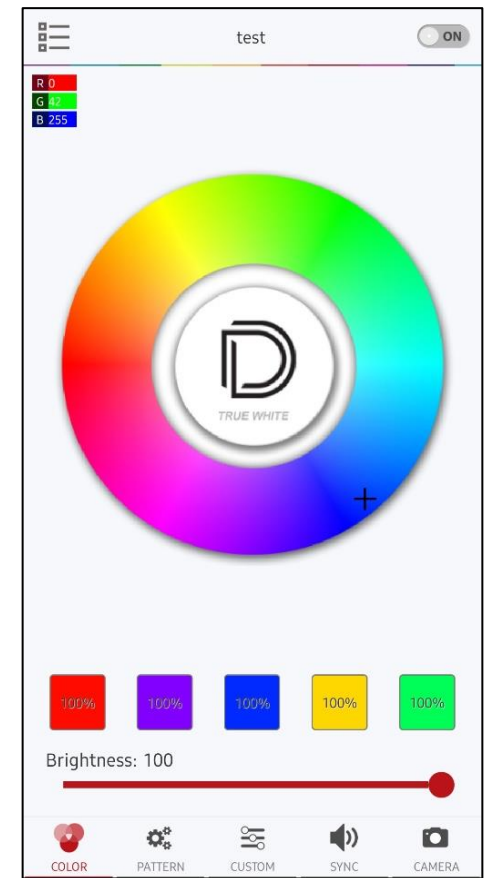 test
ON
R 0
G 42
B 255
TRUE WHITE
100% 100% 100% 100% 100%
Brightness: 100
COLOR PATTERN CUSTOM SYNC CAMERA